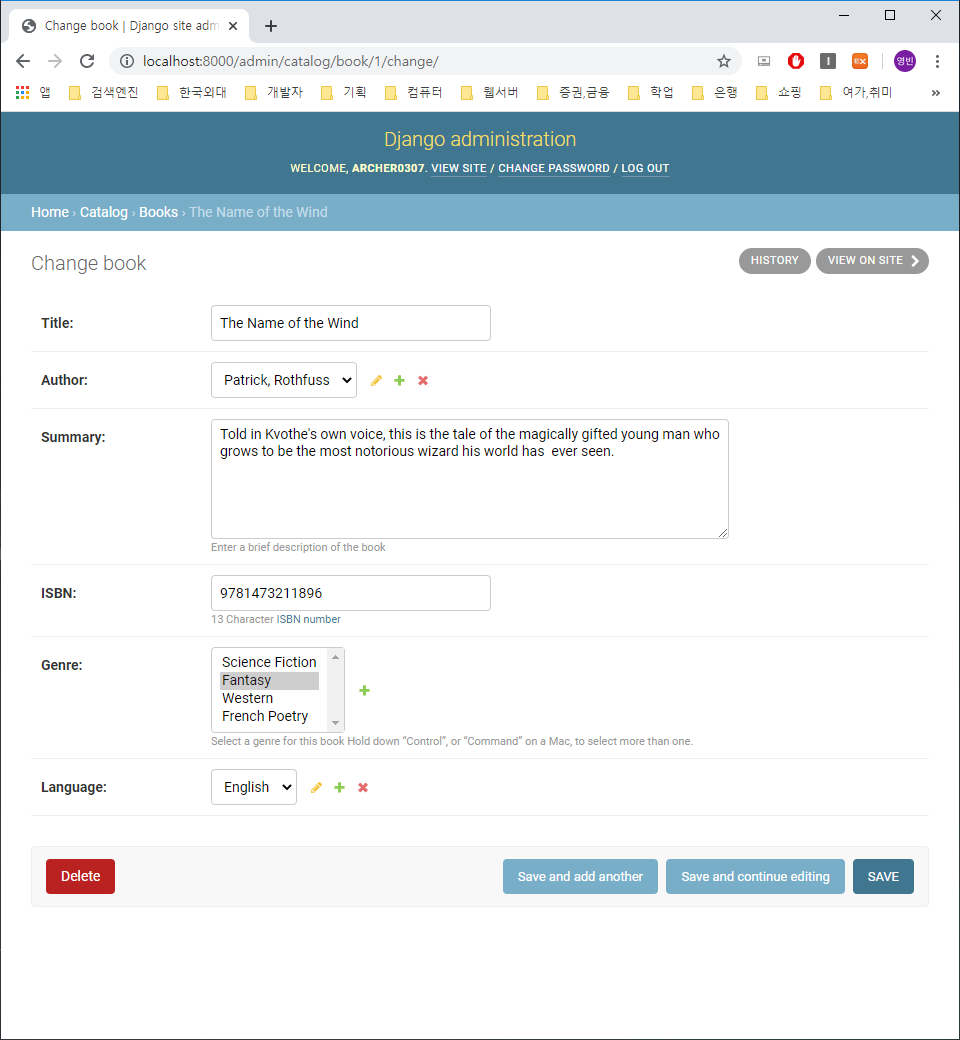 Change book | Django site adm
localhost:8000/admin/catalog/book/1/change/
영빈
앱 검색엔진 한국외대 개발자 기획 컴퓨터 웹서버 증권,금융 학업 은행 쇼핑 여가,취미 »
Django administration
WELCOME, ARCHER0307. VIEW SITE / CHANGE PASSWORD / LOG OUT
Home › Catalog › Books › The Name of the Wind
Change book
HISTORY VIEW ON SITE
Title: The Name of the Wind
Author: Patrick, Rothfuss
Summary: Told in Kvothe's own voice, this is the tale of the magically gifted young man who
grows to be the most notorious wizard his world has  ever seen.
Enter a brief description of the book
ISBN: 9781473211896
13 Character ISBN number
Genre: Science Fiction
Fantasy
Western
French Poetry
Select a genre for this book Hold down “Control”, or “Command” on a Mac, to select more than one.
Language: English
Delete Save and add another Save and continue editing SAVE